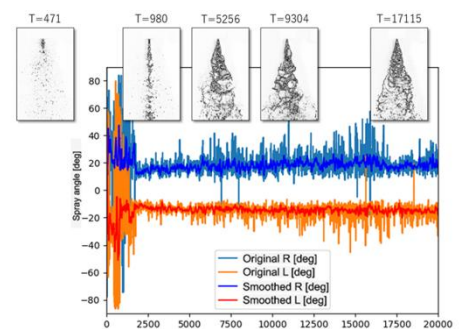 T=471 T=980 T=5256 T=9304 T=17115
80
60
40
20
0
−20
−40
−60
−80
Spray angle [deg]
Original R [deg]
Original L [deg]
Smoothed R [deg]
Smoothed L [deg]
0 2500 5000 7500 10000 12500 15000 17500 20000